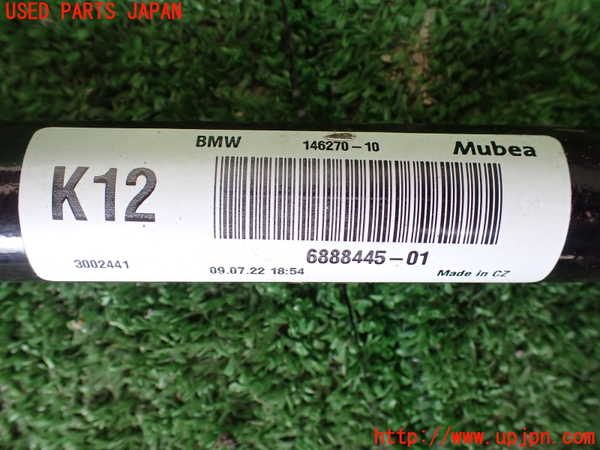 USED PARTS JAPAN
BMW 146270-10 Mubea
K12
3002441
09.07.22 18:54
6888445-01
Made in CZ
http://www.upjpn.com/